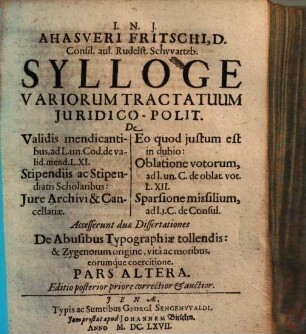 I. N. J.
AHASVERI FRITSCHI, D.
Consil. aul. Rudelst. Schvvartzb.
SYLLOGE
VARIORUM TRACTATUUM
JURIDICO-POLIT.
De
Validis mendicanti-
bus, ad L. un. Cod. de va-
lid. mend. L. XI.
Stipendiis ac Stipen-
diatis Scholaribus:
Jure Archivi & Can-
cellariæ.
Eo quod justum est
in dubio:
Oblatione votorum,
ad l. un. C. de oblat. vot.
L. XII.
Sparsione missilium,
ad l. 2. C. de Consul.
Accesserunt duæ Dissertationes
De Abusibus Typographiæ tollendis:
& Zygenorum origine, vitâ ac moribus,
eorumque coercitione.
PARS ALTERA.
Editio posterior priore correctior & auctior.
JENÆ,
Typis ac Sumtibus GEORGI SENGENVVALDI.
Jam prostat apud JOHANNEM Bielcken.
ANNO M. DC. LXVII.